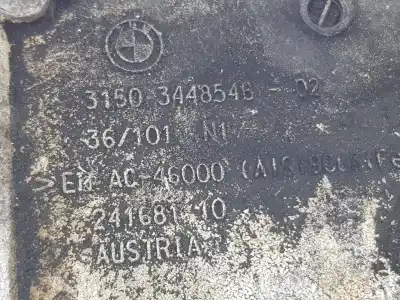 3150 3448548 - 02
36/101 N1
> EN AC-46000
241681 10
AUSTRIA